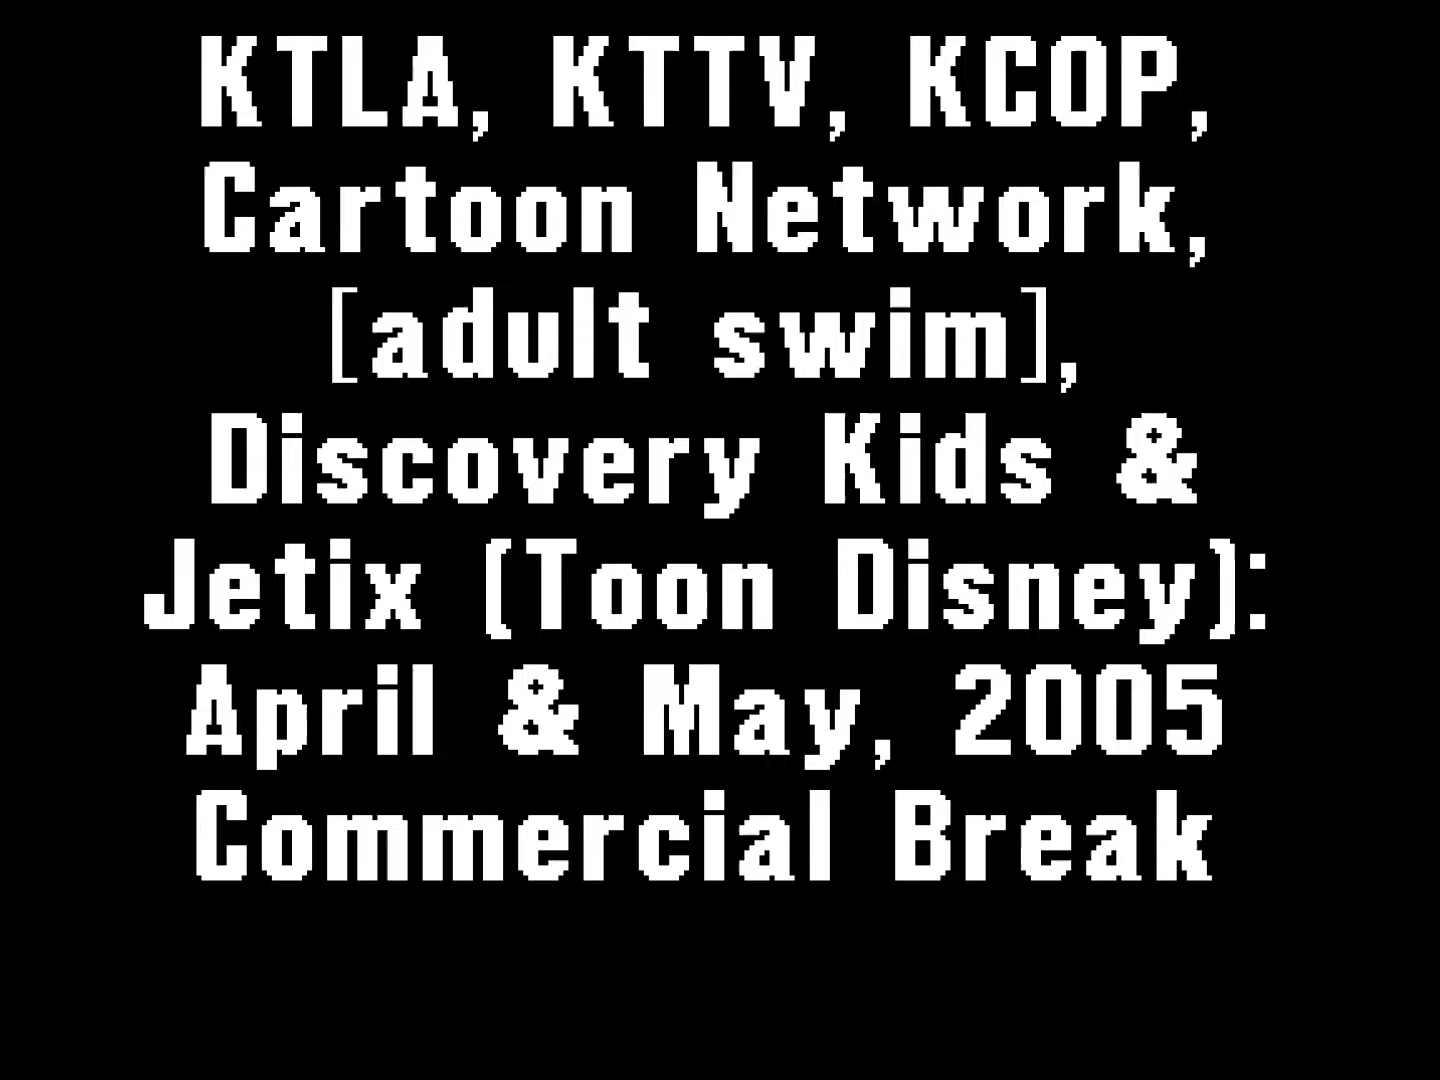 KTLA, KTTV, KCOP,
Cartoon Network,
[adult swim],
Discovery Kids &
Jetix (Toon Disney):
April & May, 2005
Commercial Break